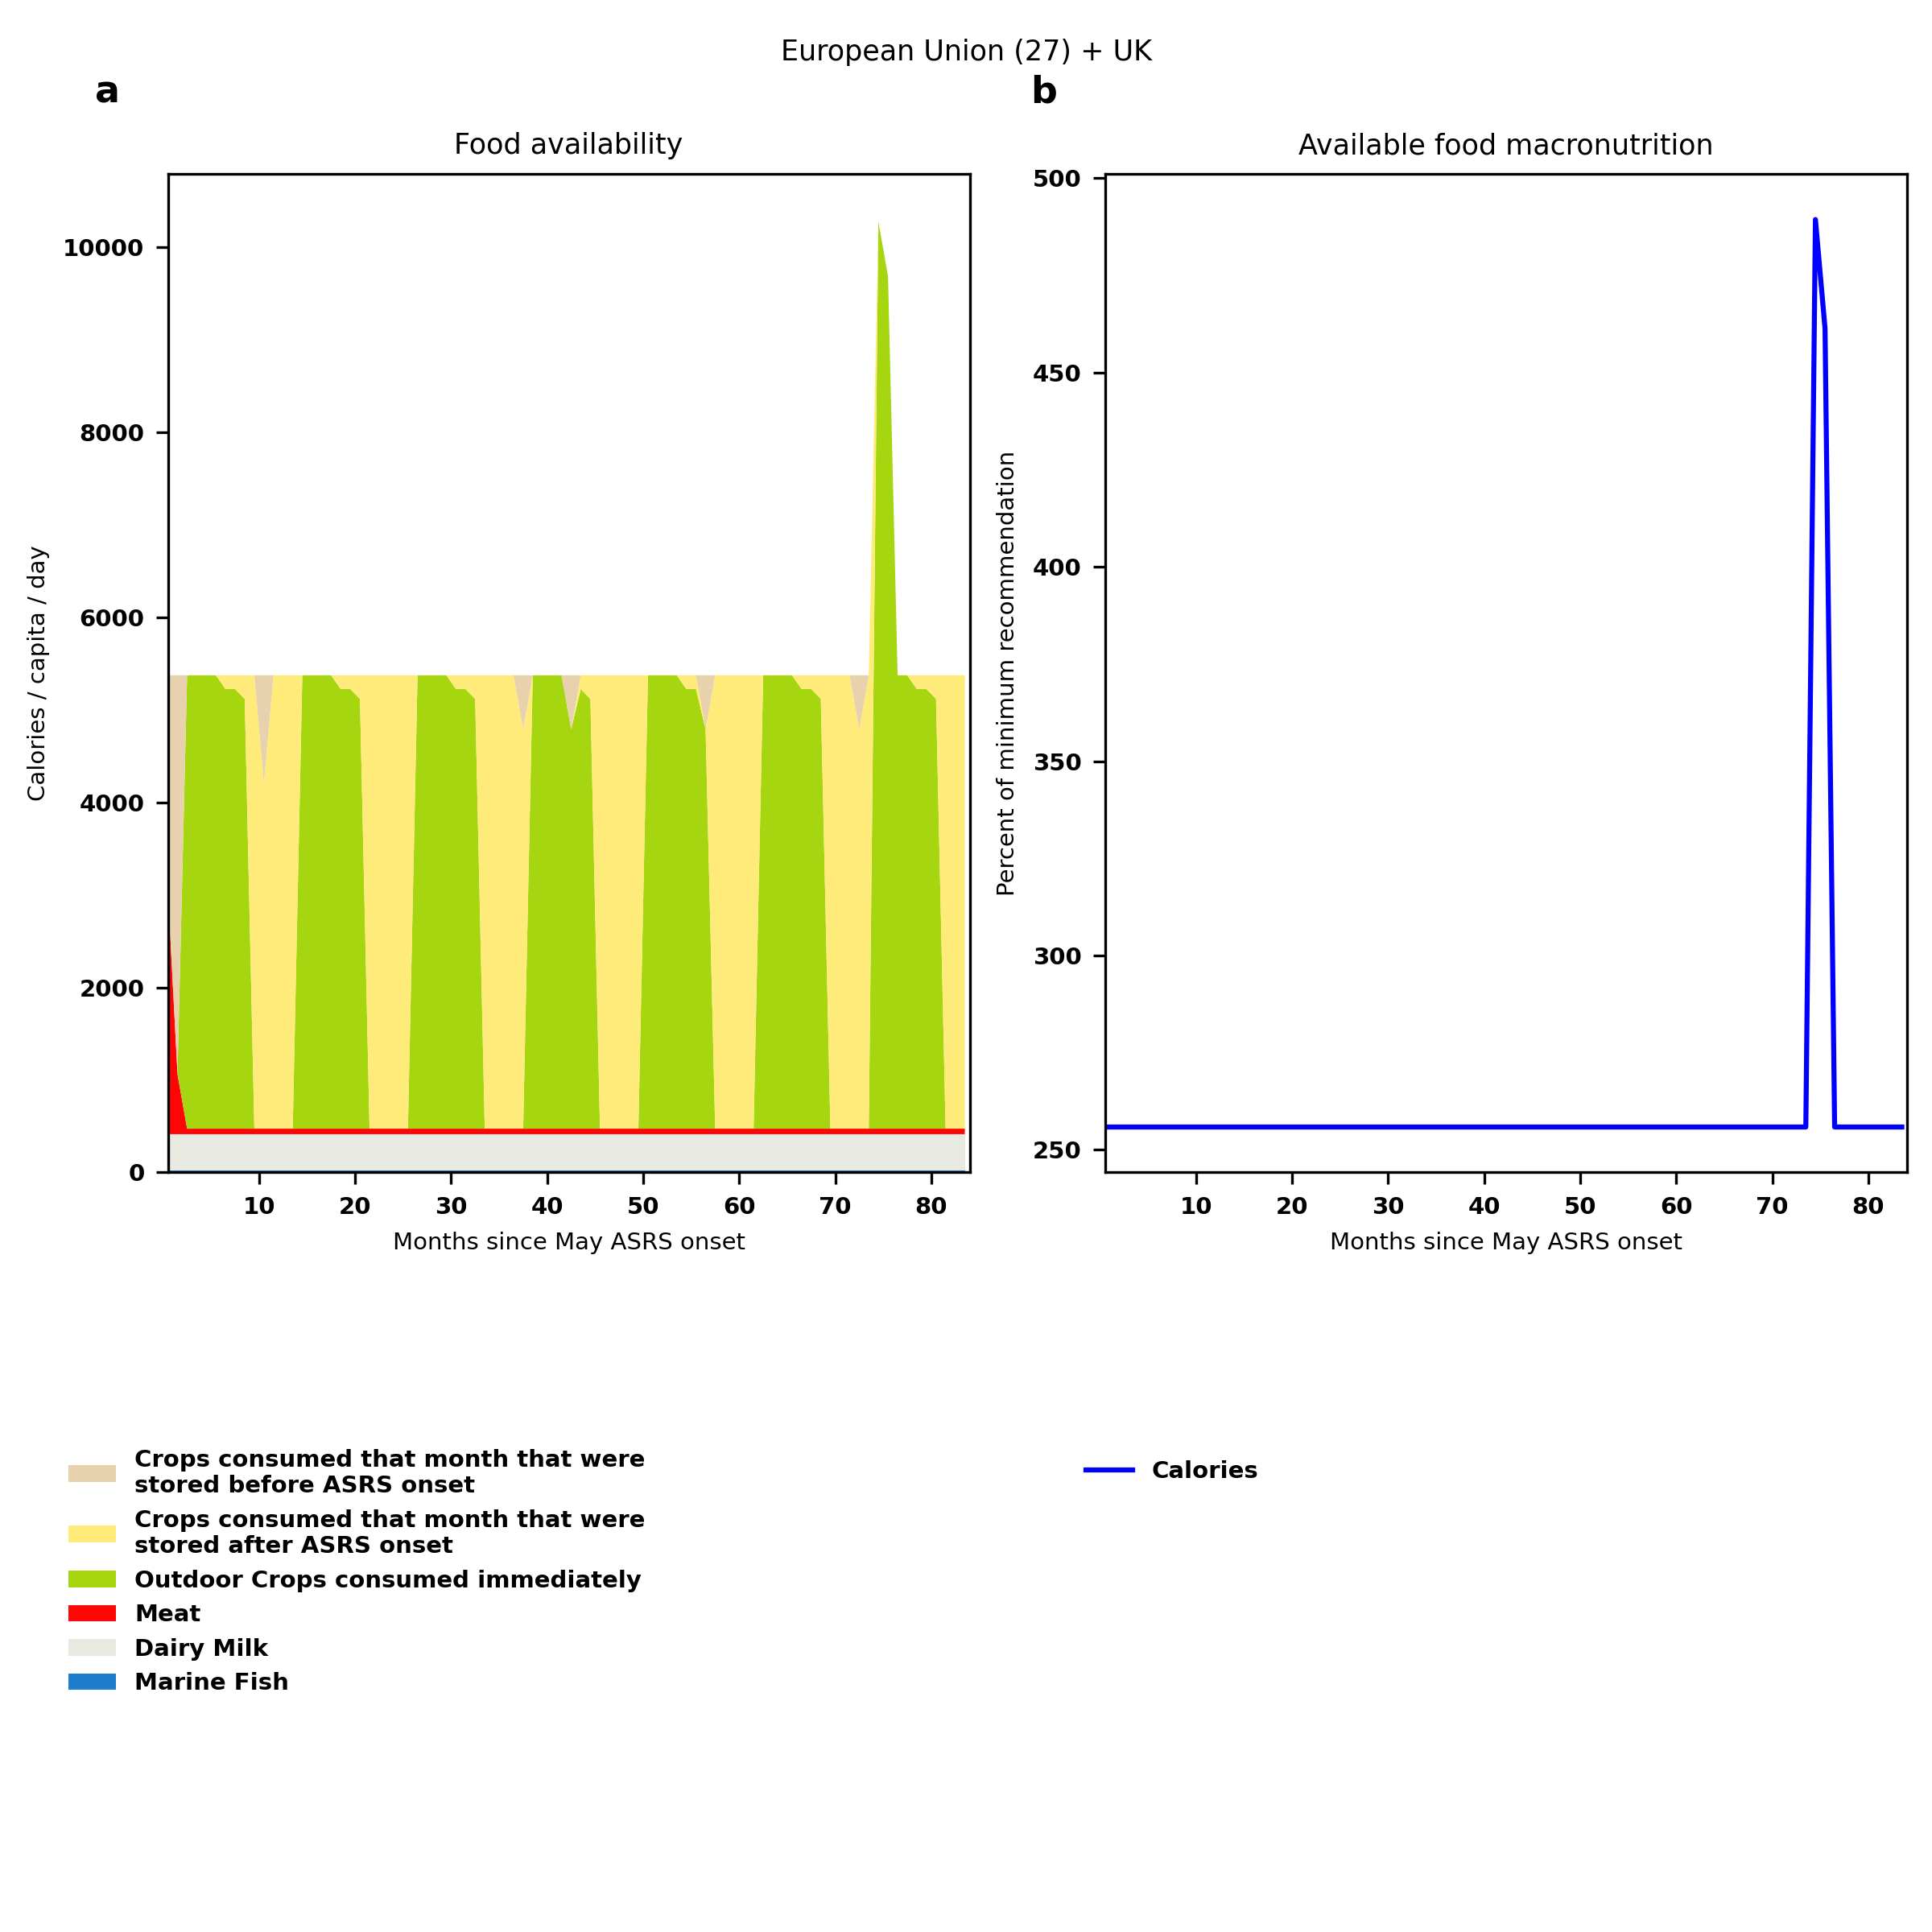 European Union (27) + UK
a
Food availability
Calories / capita / day
10000
8000
6000
4000
2000
0
10 20 30 40 50 60 70 80
Months since May ASRS onset
b
Available food macronutrition
Percent of minimum recommendation
500
450
400
350
300
250
10 20 30 40 50 60 70 80
Months since May ASRS onset
Crops consumed that month that were
stored before ASRS onset
Crops consumed that month that were
stored after ASRS onset
Outdoor Crops consumed immediately
Meat
Dairy Milk
Marine Fish
Calories